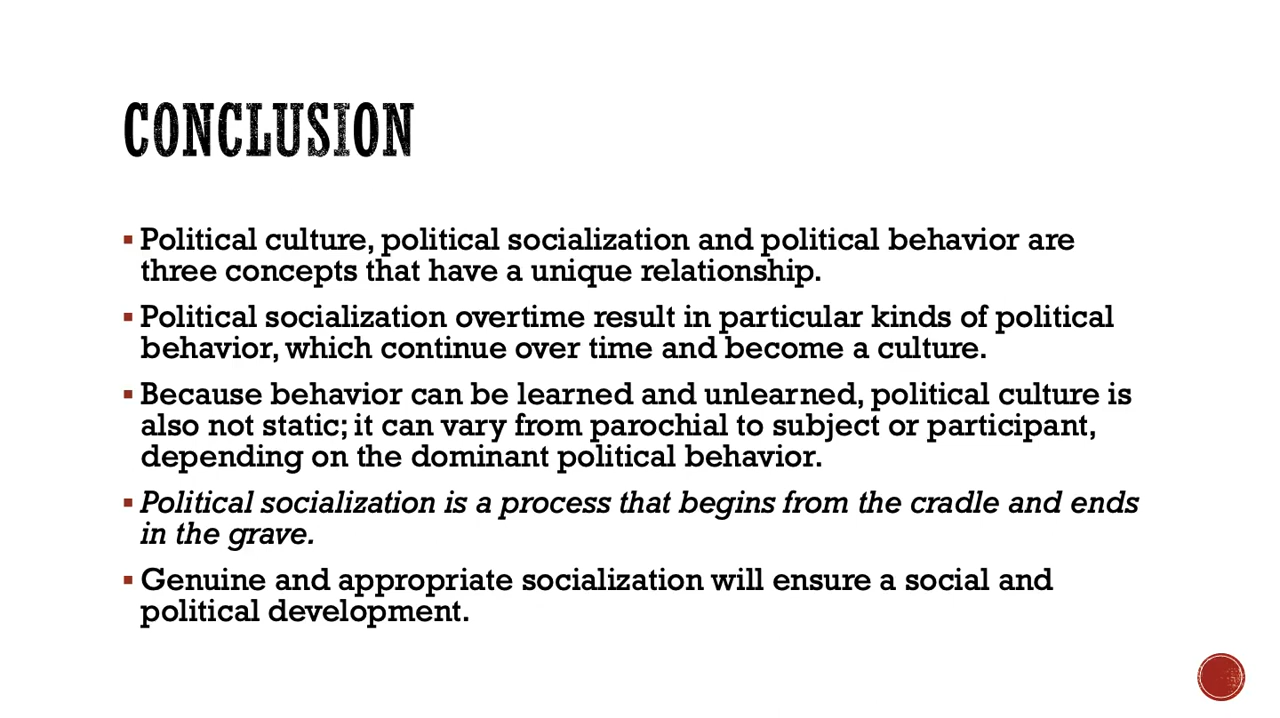 CONCLUSION
▪ Political culture, political socialization and political behavior are
three concepts that have a unique relationship.
▪ Political socialization overtime result in particular kinds of political
behavior, which continue over time and become a culture.
▪ Because behavior can be learned and unlearned, political culture is
also not static; it can vary from parochial to subject or participant,
depending on the dominant political behavior.
▪ Political socialization is a process that begins from the cradle and ends
in the grave.
▪ Genuine and appropriate socialization will ensure a social and
political development.